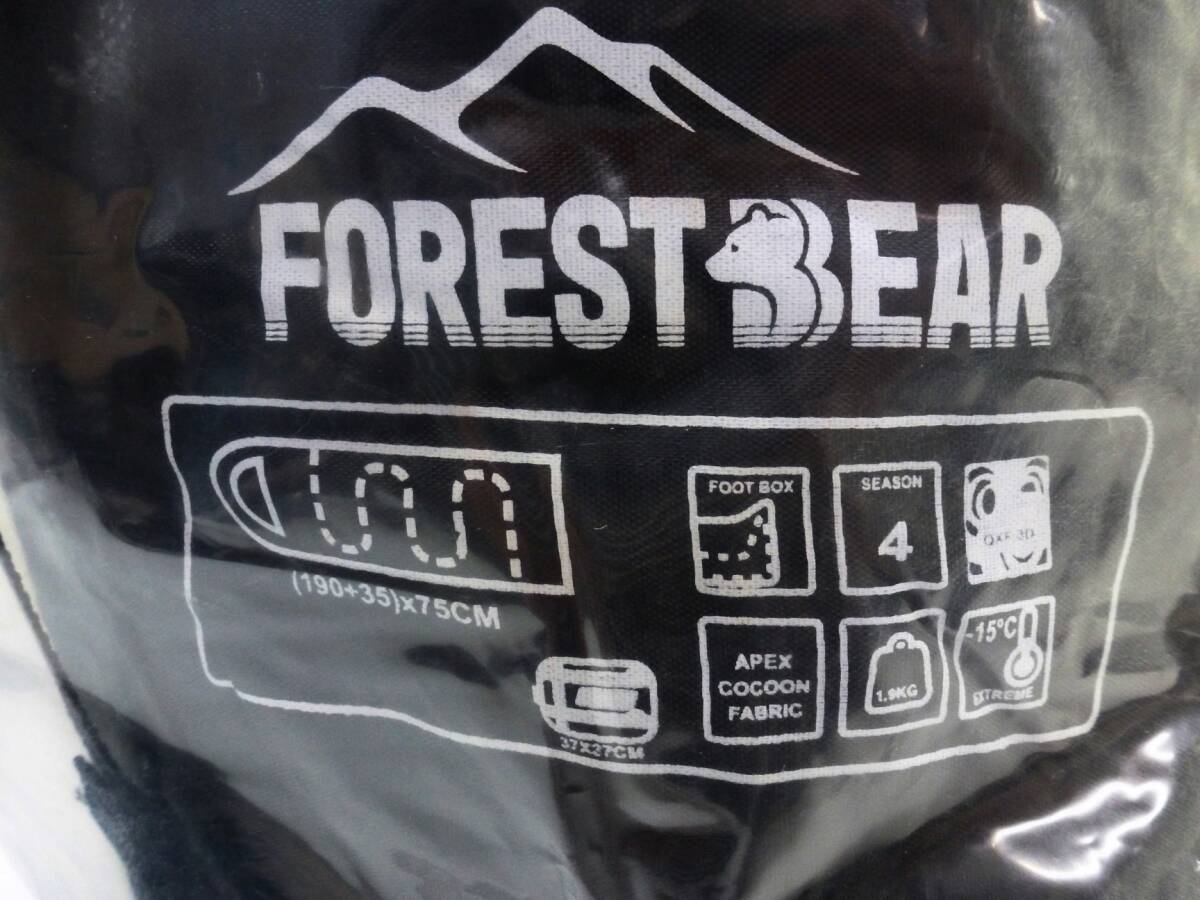 FOREST BEAR
(190+35)x75CM
37X27CM
FOOT BOX
SEASON
4
APEX
COCOON
FABRIC
1.9KG
-15°C
EXTREME